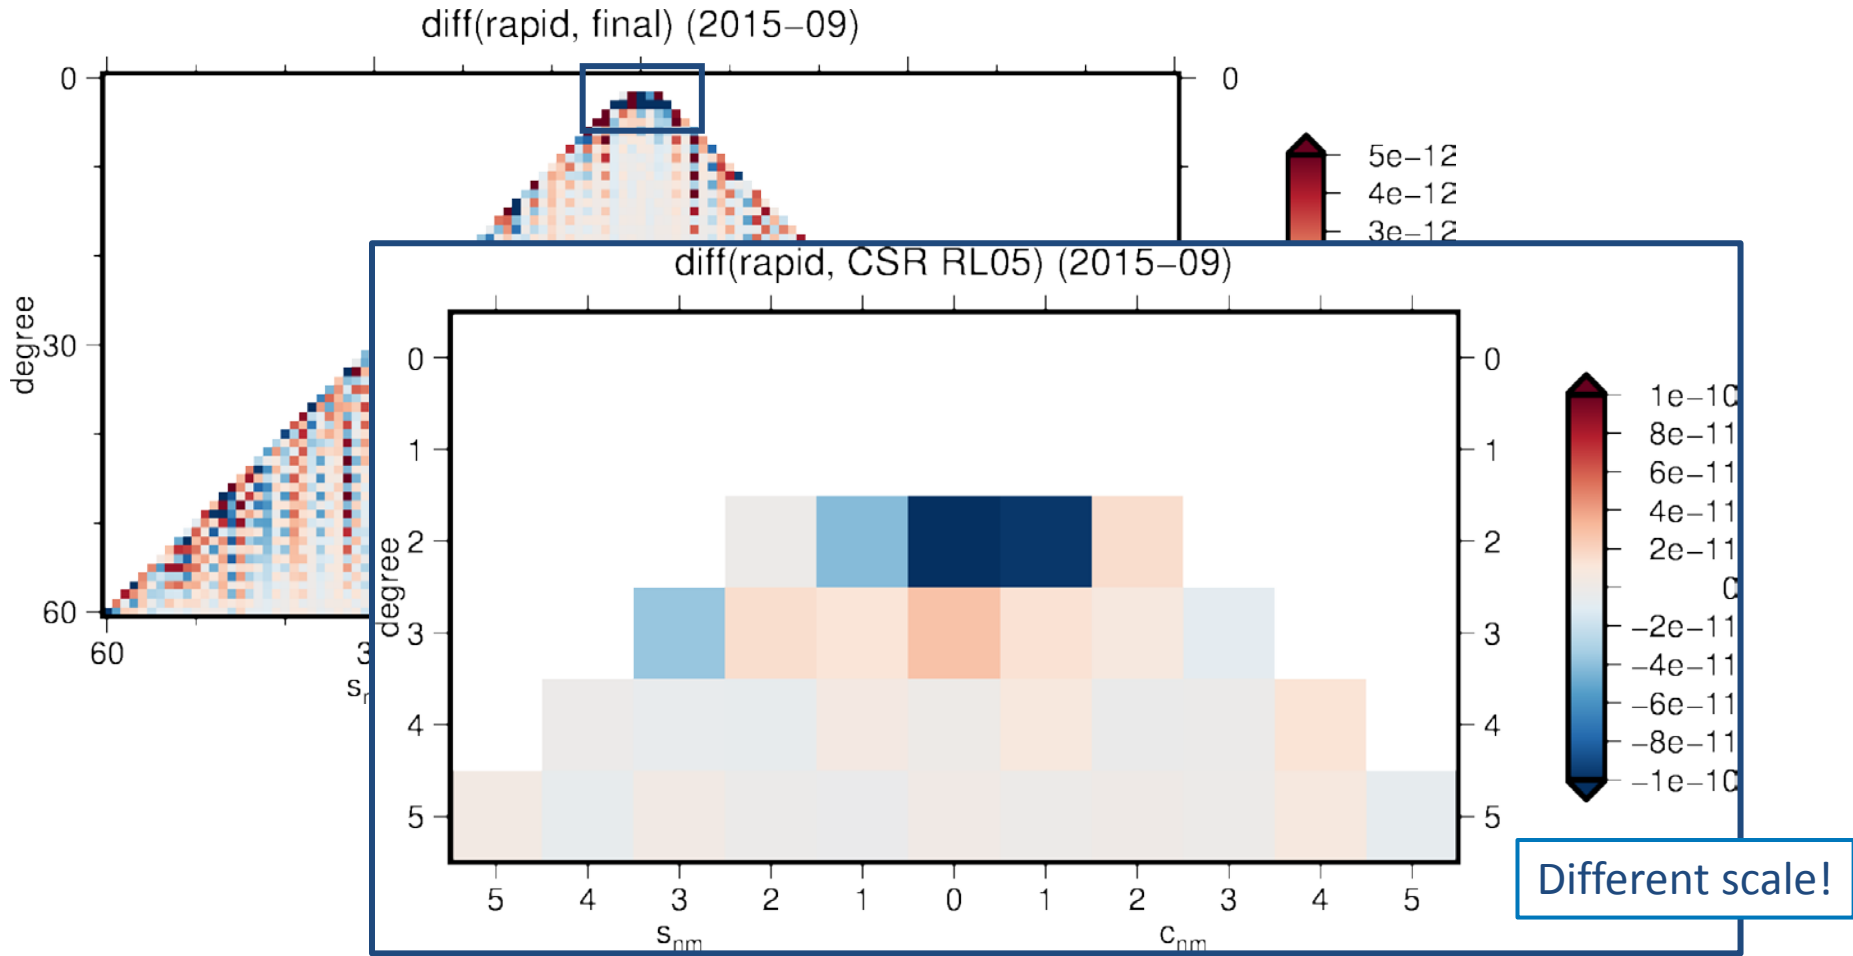 diff(rapid, final) (2015–09)
0
0
5e–12
4e–12
3e–12
degree
30
60
60
diff(rapid, CSR RL05) (2015–09)
degree
0
1
2
3
4
5
0
1
2
3
4
5
5 4 3 2 1 0 1 2 3 4 5
snm cnm
1e–10
8e–11
6e–11
4e–11
2e–11
0
–2e–11
–4e–11
–6e–11
–8e–11
–1e–10
Different scale!